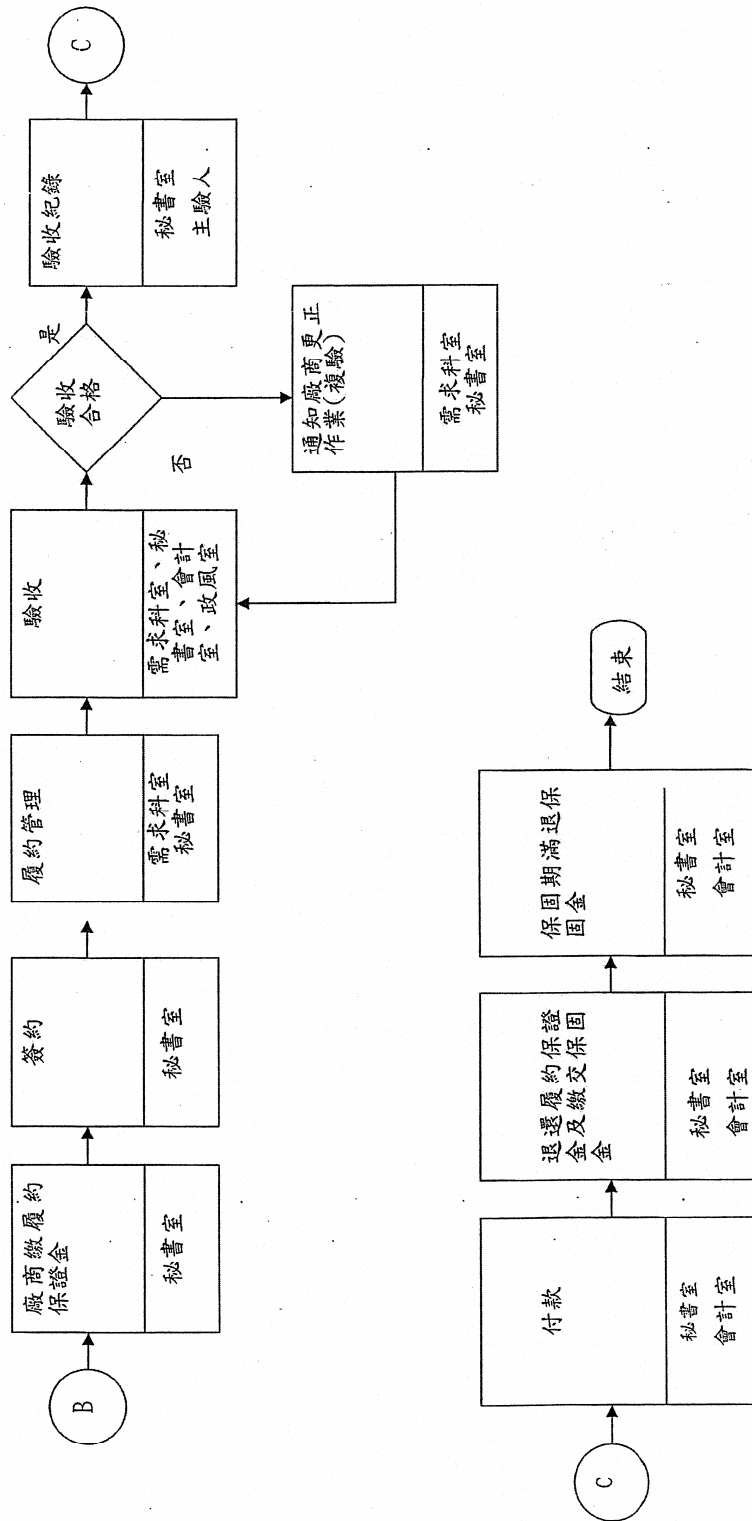 B
廠商繳履約
保證金
秘書室
簽約
秘書室
履約管理
需求科室
秘書室
驗收
需求科室、秘
書室、會計
室、政風室
驗收
合格
是
否
驗收紀錄
秘書室
主驗人
C
通知廠商更正
作業(複驗)
需求科室
秘書室
C
付款
秘書室
會計室
退還履約保證
金及繳交保固
金
秘書室
會計室
保固期滿退保
固金
秘書室
會計室
結束